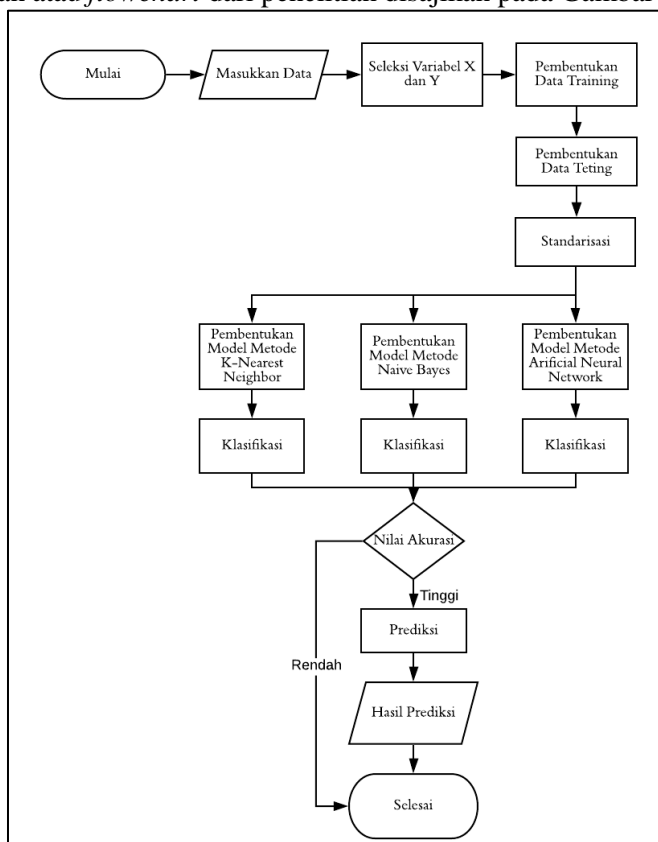 atau flowchart dari penelitian disajikan pada Gambar
Mulai
Masukkan Data
Seleksi Variabel X
dan Y
Pembentukan
Data Training
Pembentukan
Data Teting
Standarisasi
Pembentukan
Model Metode
K-Nearest
Neighbor
Pembentukan
Model Metode
Naive Bayes
Pembentukan
Model Metode
Arificial Neural
Network
Klasifikasi
Klasifikasi
Klasifikasi
Nilai Akurasi
Tinggi
Prediksi
Rendah
Hasil Prediksi
Selesai